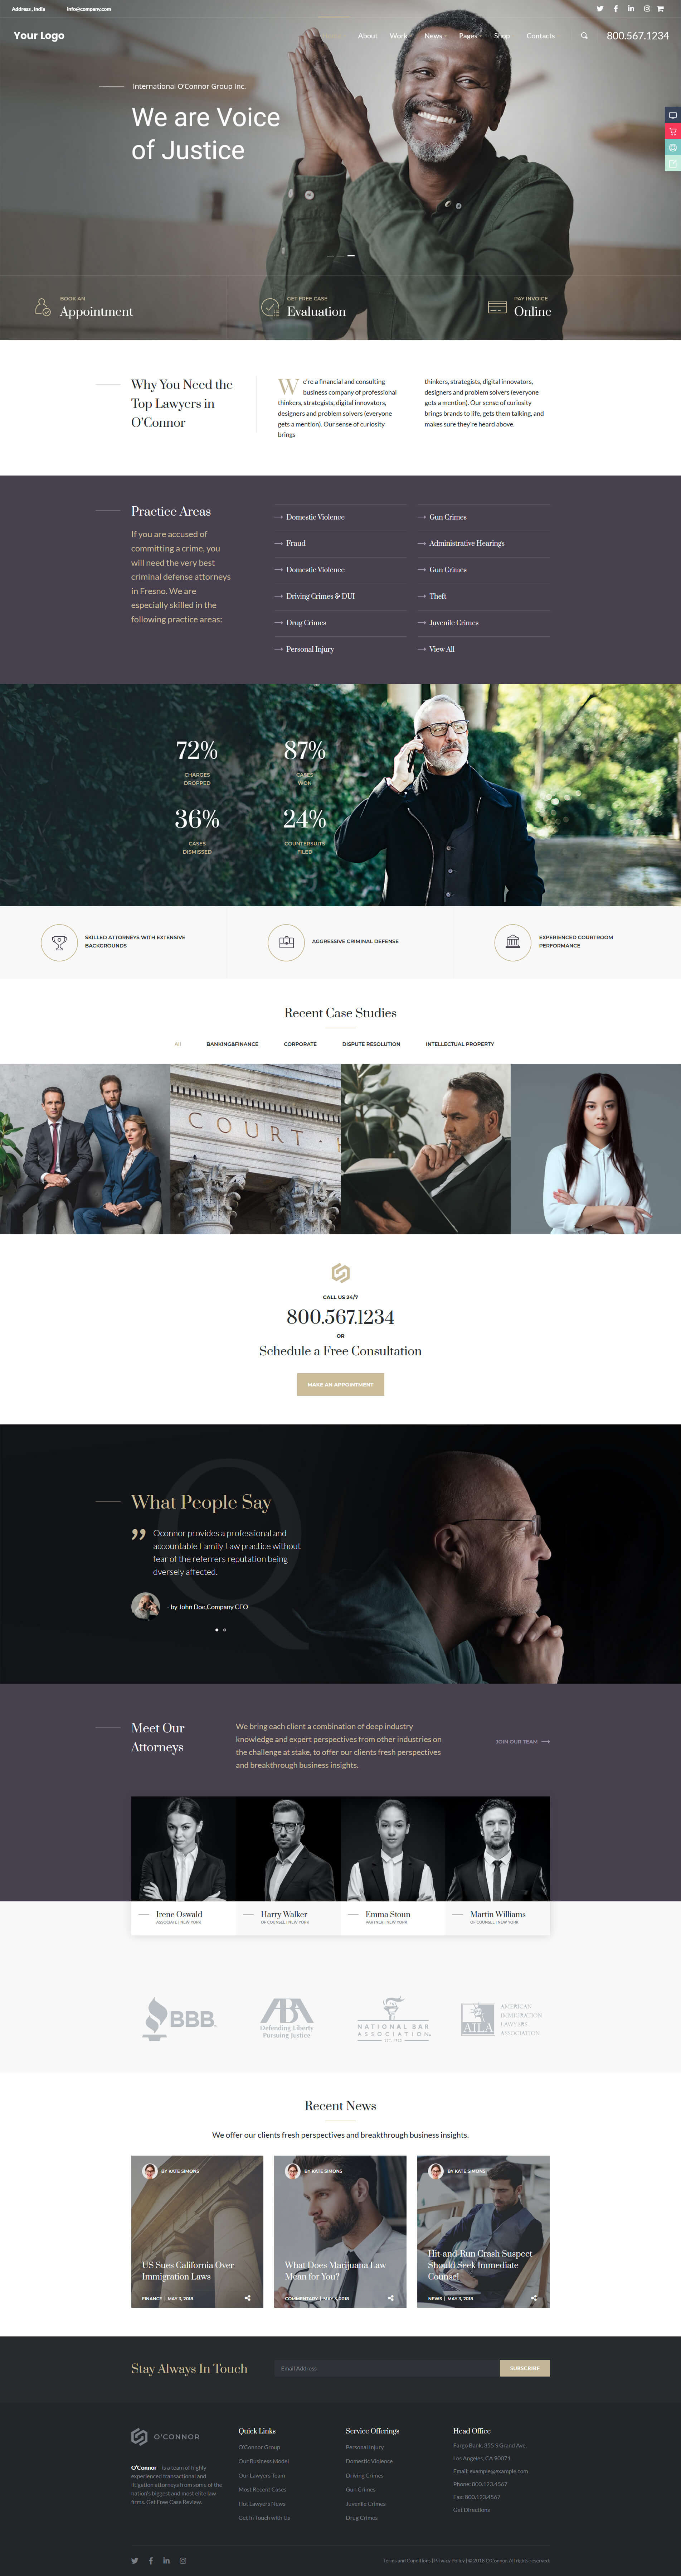 Address , India
info@company.com
Your Logo
About
Work
News
Pages
Shop
Contacts
800.567.1234
International O'Connor Group Inc.
We are Voice
of Justice
BOOK AN
Appointment
GET FREE CASE
Evaluation
PAY INVOICE
Online
Why You Need the
Top Lawyers in
O'Connor
We're a financial and consulting
business company of professional
thinkers, strategists, digital innovators,
designers and problem solvers (everyone
gets a mention). Our sense of curiosity
brings
thinkers, strategists, digital innovators,
designers and problem solvers (everyone
gets a mention). Our sense of curiosity
brings brands to life, gets them talking, and
makes sure they're heard above.
Practice Areas
If you are accused of
committing a crime, you
will need the very best
criminal defense attorneys
in Fresno. We are
especially skilled in the
following practice areas:
Domestic Violence
Fraud
Domestic Violence
Driving Crimes & DUI
Drug Crimes
Personal Injury
Gun Crimes
Administrative Hearings
Gun Crimes
Theft
Juvenile Crimes
View All
72%
CHARGES
DROPPED
87%
CASES
WON
36%
CASES
DISMISSED
24%
COUNTERSUITS
FILED
SKILLED ATTORNEYS WITH EXTENSIVE
BACKGROUNDS
AGGRESSIVE CRIMINAL DEFENSE
EXPERIENCED COURTROOM
PERFORMANCE
Recent Case Studies
All
BANKING&FINANCE
CORPORATE
DISPUTE RESOLUTION
INTELLECTUAL PROPERTY
COURT
CALL US 24/7
800.567.1234
OR
Schedule a Free Consultation
MAKE AN APPOINTMENT
Q
What People Say
Oconnor provides a professional and
accountable Family Law practice without
fear of the referrers reputation being
dversely affected.
- by John Doe,Company CEO
Meet Our
Attorneys
We bring each client a combination of deep industry
knowledge and expert perspectives from other industries on
the challenge at stake, to offer our clients fresh perspectives
and breakthrough business insights.
JOIN OUR TEAM
Irene Oswald
ASSOCIATE | NEW YORK
Harry Walker
OF COUNSEL | NEW YORK
Emma Stoun
PARTNER | NEW YORK
Martin Williams
OF COUNSEL | NEW YORK
BBB
ABA
Defending Liberty
Pursuing Justice
NATIONAL BAR
ASSOCIATION
EST. 1925
AILA
AMERICAN
IMMIGRATION
LAWYERS
ASSOCIATION
Recent News
We offer our clients fresh perspectives and breakthrough business insights.
BY KATE SIMONS
US Sues California Over
Immigration Laws
FINANCE | MAY 3, 2018
BY KATE SIMONS
What Does Marijuana Law
Mean for You?
COMMENTARY | MAY 3, 2018
BY KATE SIMONS
Hit-and-Run Crash Suspect
Should Seek Immediate
Counsel
NEWS | MAY 3, 2018
Stay Always In Touch
Email Address
SUBSCRIBE
O'CONNOR
O'Connor – is a team of highly
experienced transactional and
litigation attorneys from some of the
nation's biggest and most elite law
firms. Get Free Case Review.
Quick Links
O'Connor Group
Our Business Model
Our Lawyers Team
Most Recent Cases
Hot Lawyers News
Get in Touch with Us
Service Offerings
Personal Injury
Domestic Violence
Driving Crimes
Gun Crimes
Juvenile Crimes
Drug Crimes
Head Office
Fargo Bank, 355 S Grand Ave,
Los Angeles, CA 90071
Email: example@example.com
Phone: 800.123.4567
Fax: 800.123.4567
Get Directions
Terms and Conditions | Privacy Policy | © 2018 O'Connor. All rights reserved.